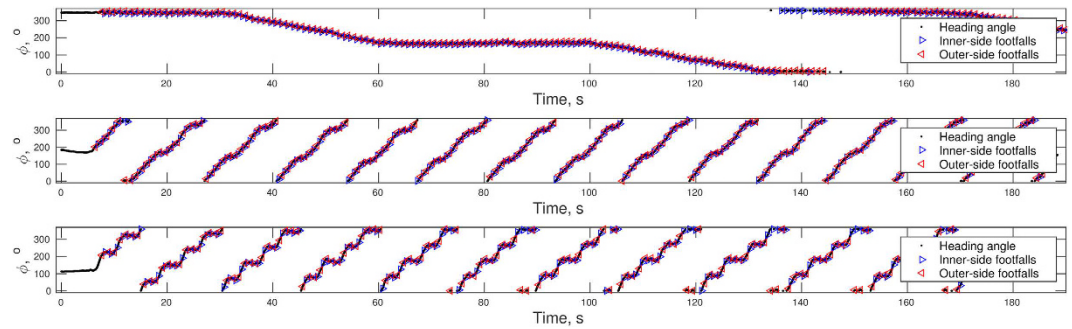 300
200
100
0
ϕ, °
0 20 40 60 80 100 120 140 160 180
Time, s
Heading angle
Inner-side footfalls
Outer-side footfalls
300
200
100
0
ϕ, °
0 20 40 60 80 100 120 140 160 180
Time, s
Heading angle
Inner-side footfalls
Outer-side footfalls
300
200
100
0
ϕ, °
0 20 40 60 80 100 120 140 160 180
Time, s
Heading angle
Inner-side footfalls
Outer-side footfalls